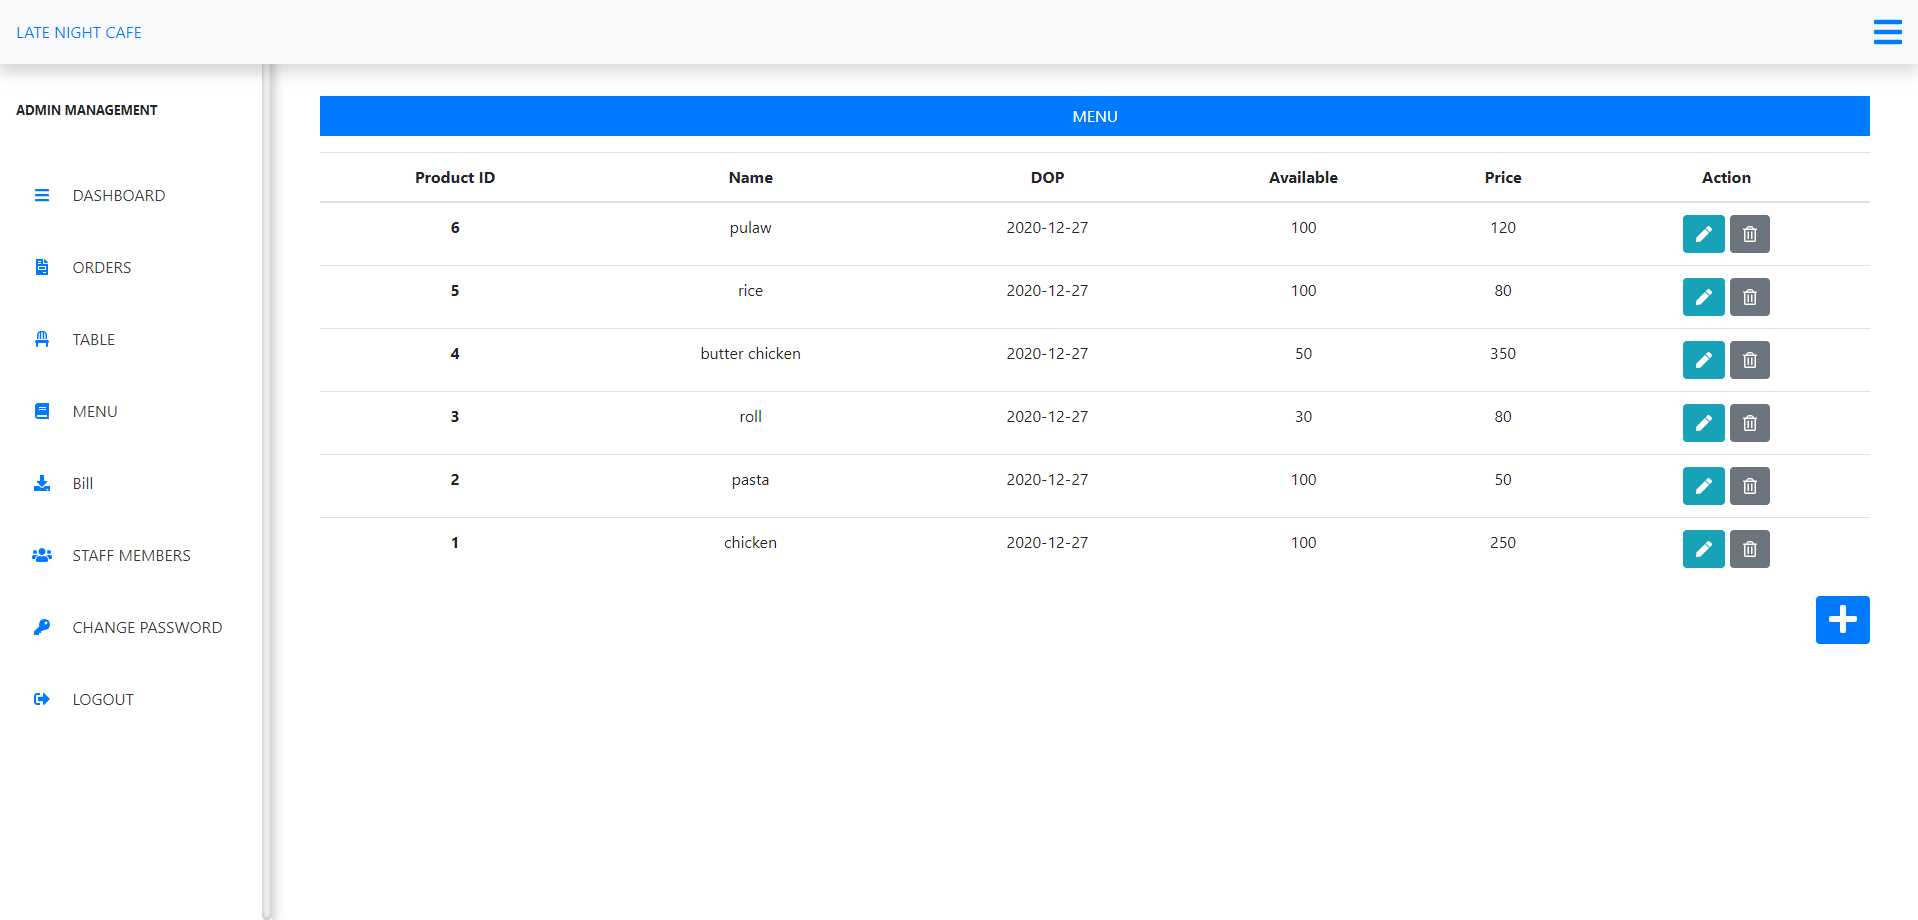 LATE NIGHT CAFE
ADMIN MANAGEMENT
DASHBOARD
ORDERS
TABLE
MENU
Bill
STAFF MEMBERS
CHANGE PASSWORD
LOGOUT
MENU
Product ID Name DOP Available Price Action
6 pulaw 2020-12-27 100 120
5 rice 2020-12-27 100 80
4 butter chicken 2020-12-27 50 350
3 roll 2020-12-27 30 80
2 pasta 2020-12-27 100 50
1 chicken 2020-12-27 100 250